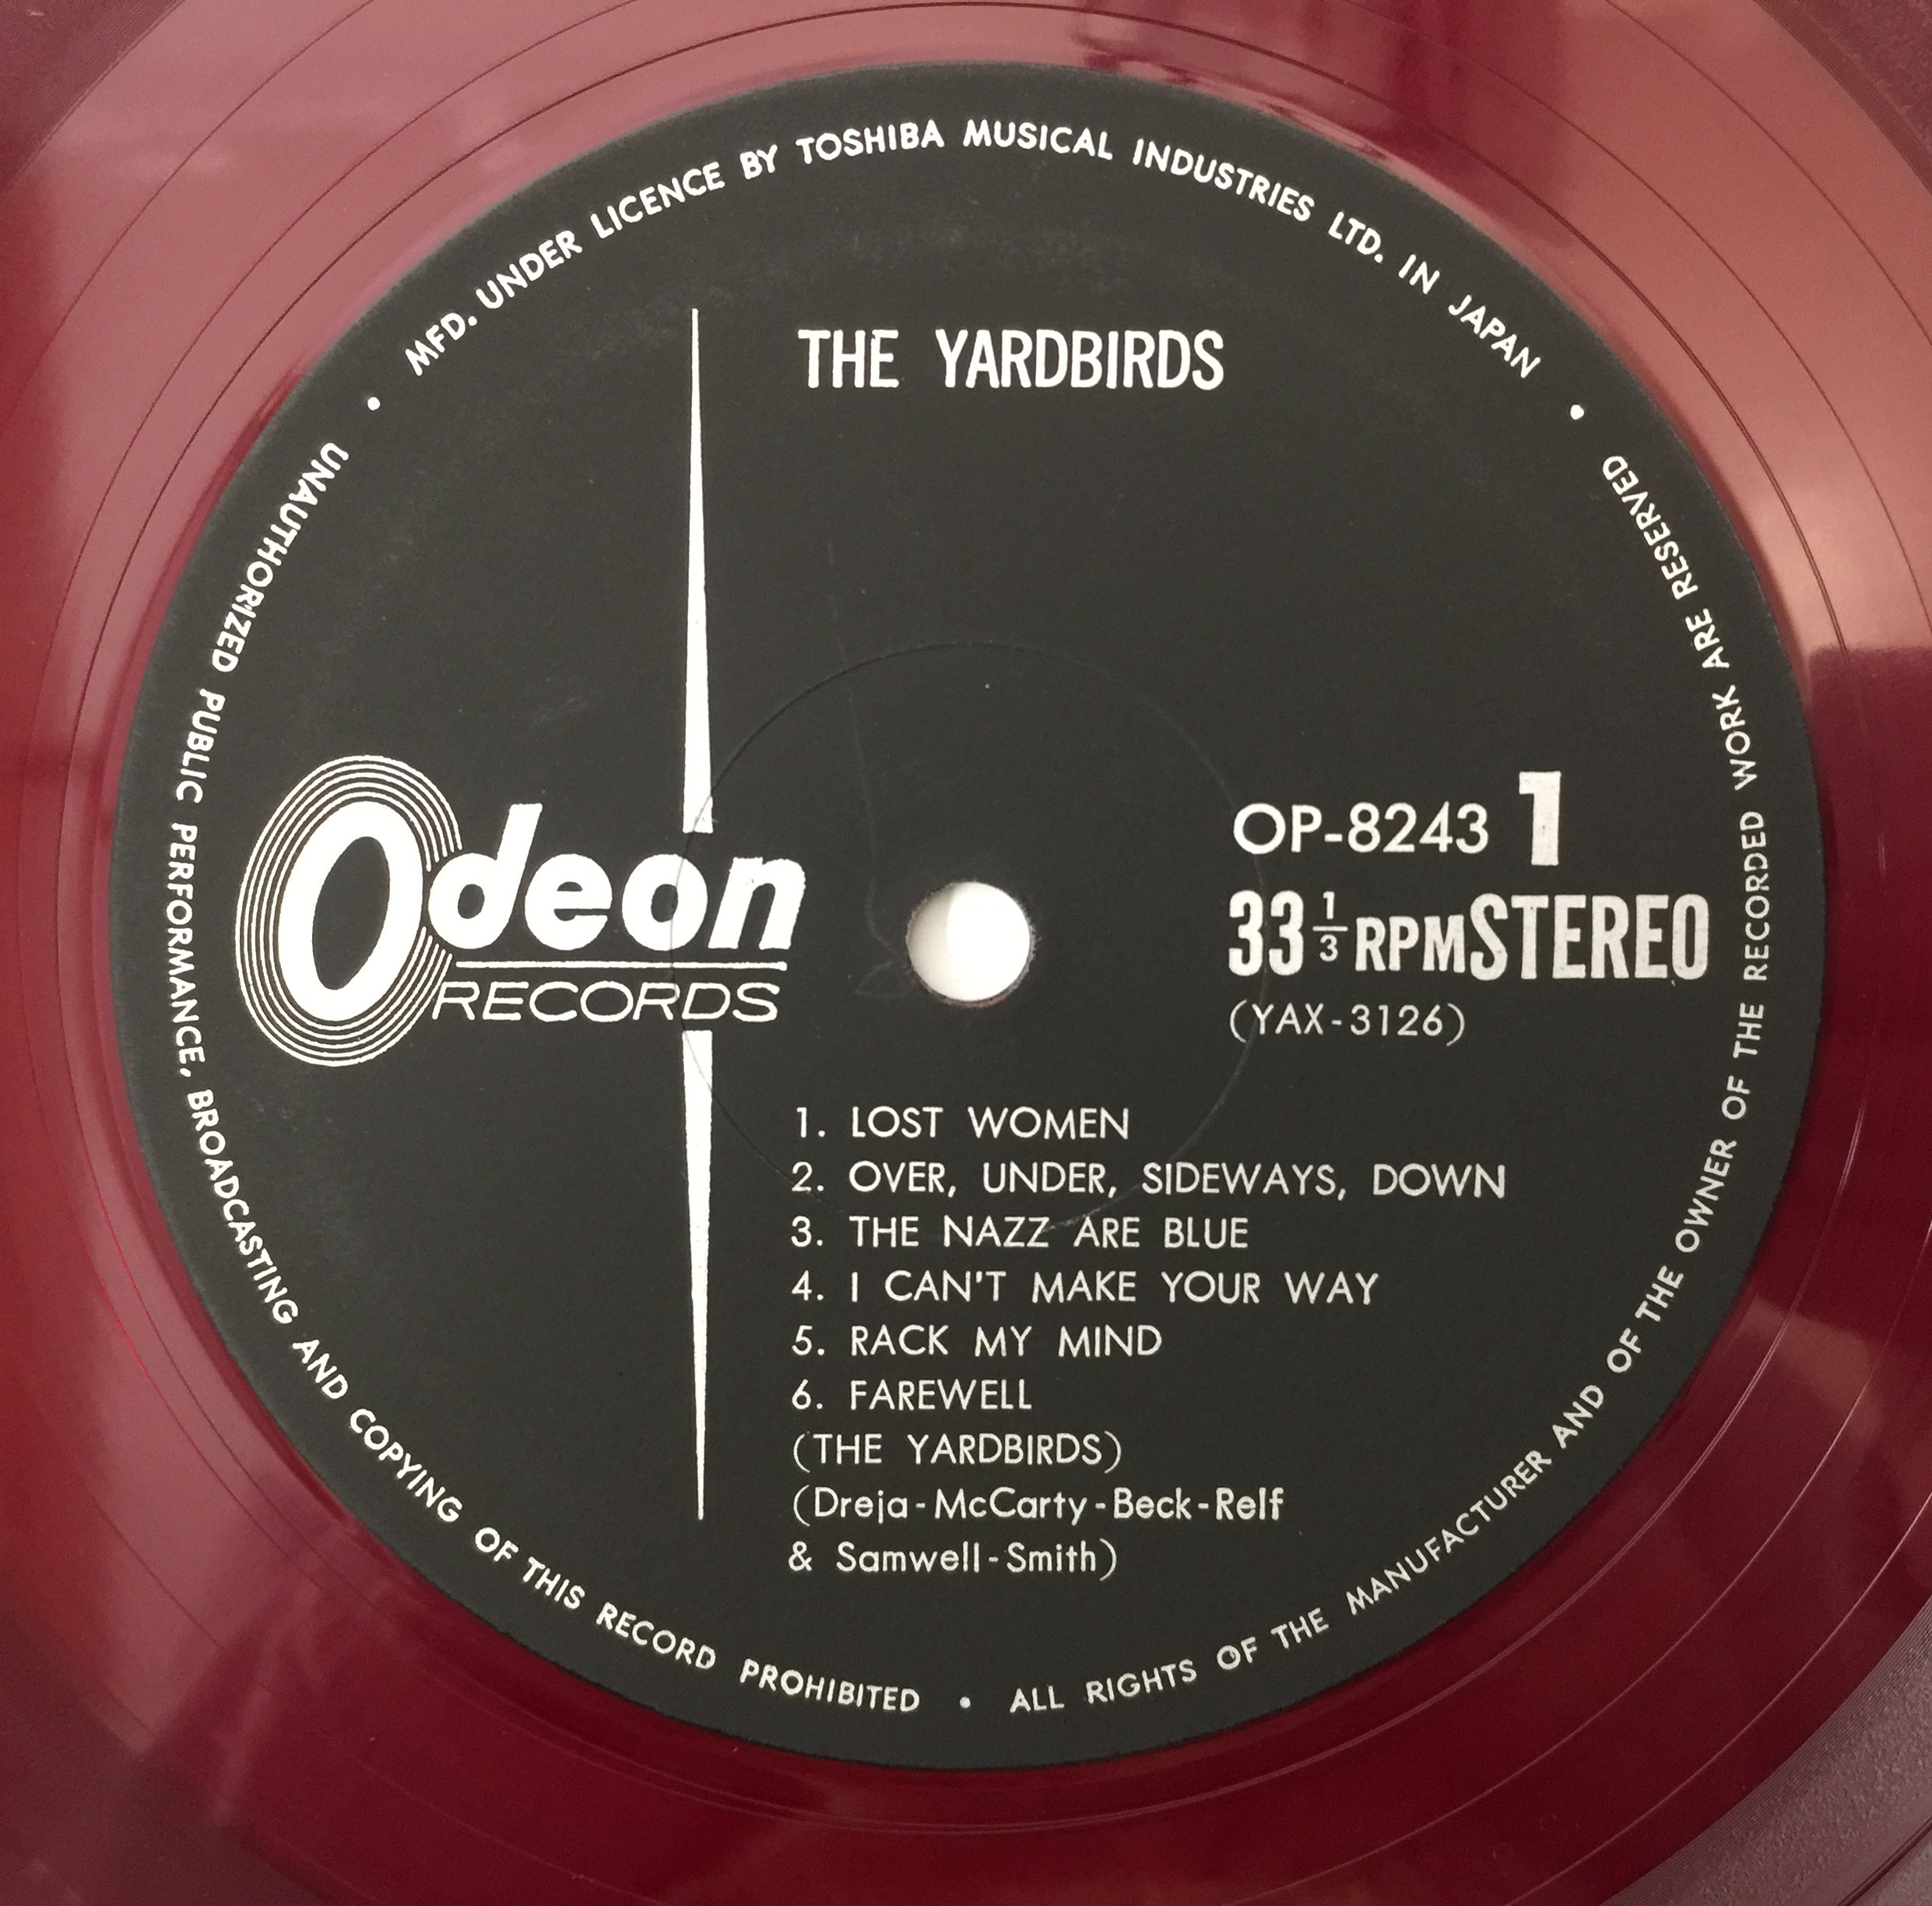 MFD. UNDER LICENCE BY TOSHIBA MUSICAL INDUSTRIES LTD. IN JAPAN •
THE YARDBIRDS
Odeon
RECORDS
OP-8243 1
33 1/3 RPM STEREO
(YAX-3126)
1. LOST WOMEN
2. OVER, UNDER, SIDEWAYS, DOWN
3. THE NAZZ ARE BLUE
4. I CAN'T MAKE YOUR WAY
5. RACK MY MIND
6. FAREWELL
(THE YARDBIRDS)
(Dreja-McCarty-Beck-Relf
& Samwell-Smith)
UNAUTHORIZED PUBLIC PERFORMANCE, BROADCASTING AND COPYING OF THIS RECORD PROHIBITED •
ALL RIGHTS OF THE MANUFACTURER AND OF THE OWNER OF THE RECORDED WORK ARE RESERVED •